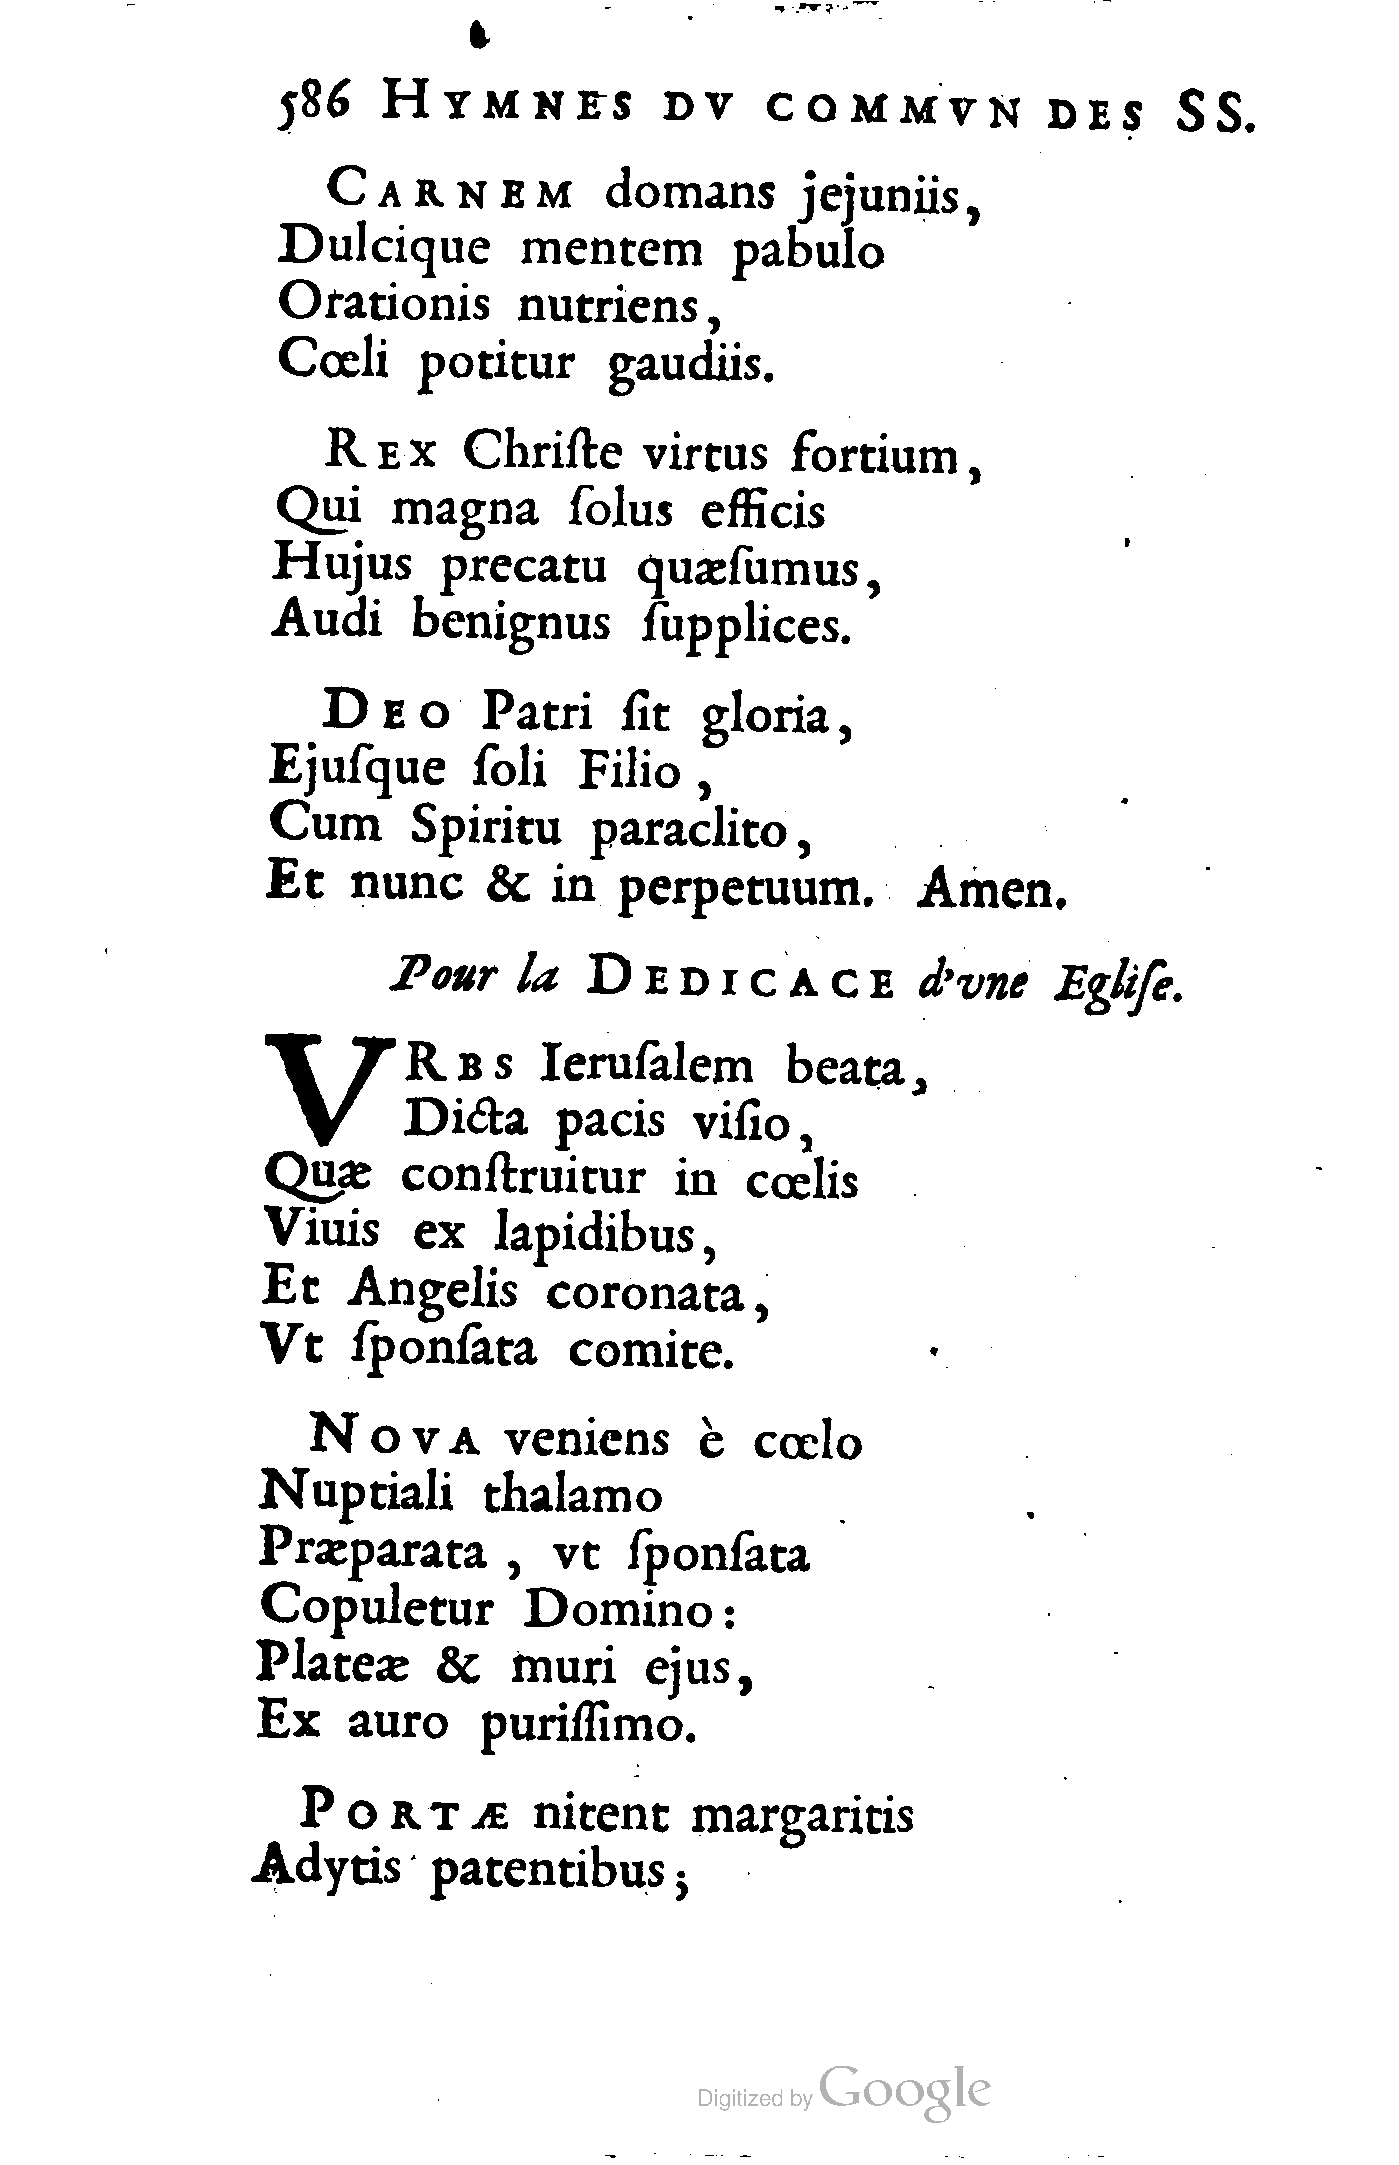 586 HYMNES DV COMMVN DES SS.
CARNEM domans jejuniis,
Dulcique mentem pabulo
Orationis nutriens,
Cœli potitur gaudiis.
REX Chriſte virtus fortium,
Qui magna ſolus efficis
Hujus precatu quæſumus,
Audi benignus ſupplices.
DEO Patri ſit gloria,
Ejuſque ſoli Filio,
Cum Spiritu paraclito,
Et nunc & in perpetuum. Amen.
Pour la DEDICACE d'vne Egliſe.
VRBS Ieruſalem beata,
Dicta pacis viſio,
Quæ conſtruitur in cœlis
Viuis ex lapidibus,
Et Angelis coronata,
Vt ſponſata comite.
NOVA veniens è cœlo
Nuptiali thalamo
Præparata, vt ſponſata
Copuletur Domino:
Plateæ & muri ejus,
Ex auro puriſſimo.
PORTÆ nitent margaritis
Adytis patentibus;
Digitized by Google